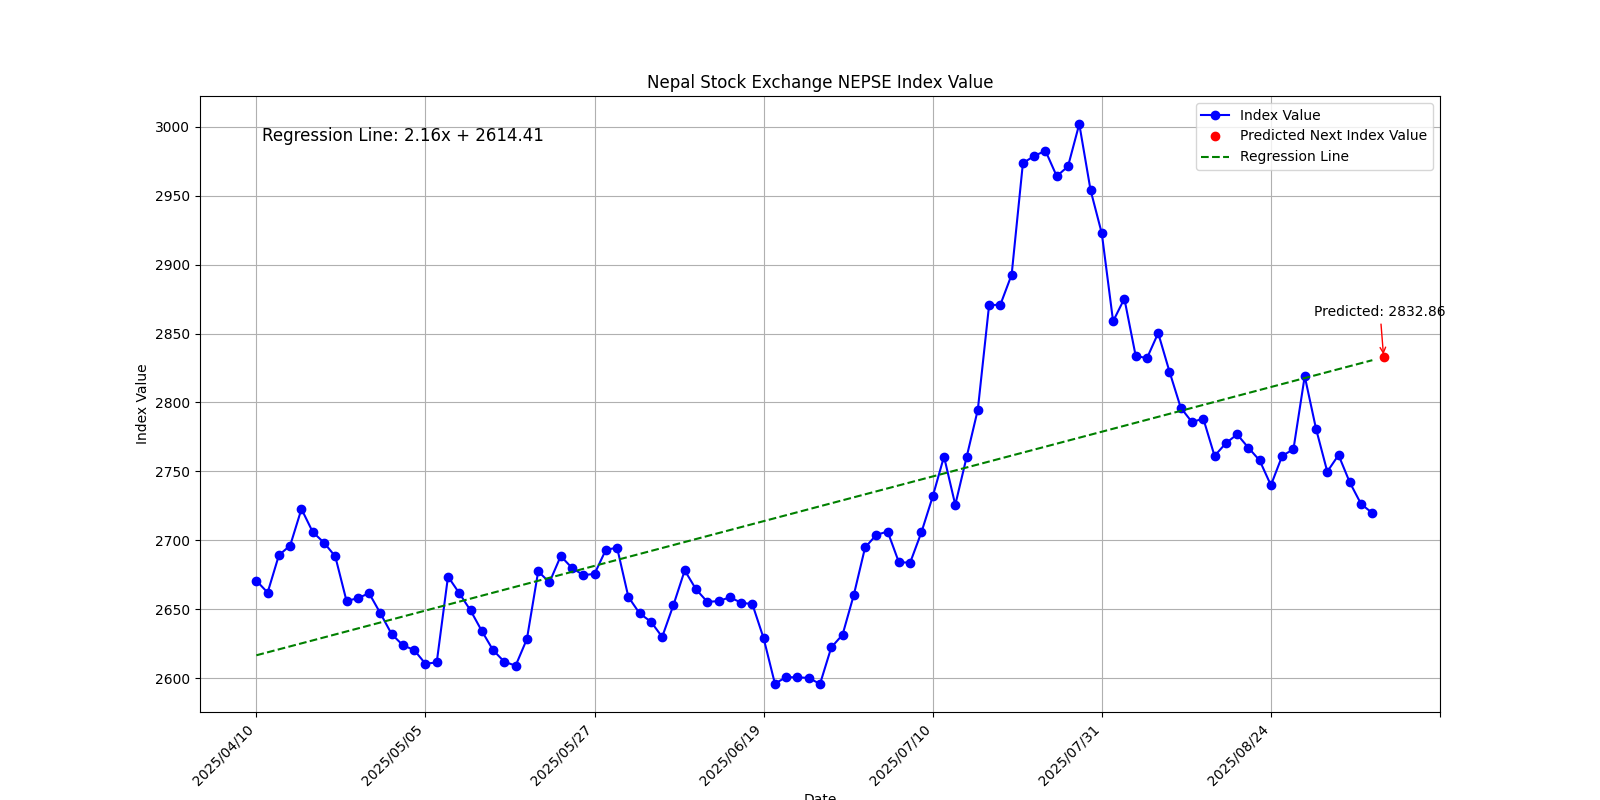 Nepal Stock Exchange NEPSE Index Value
Regression Line: 2.16x + 2614.41
Index Value
Predicted Next Index Value
Regression Line
Predicted: 2832.86
3000
2950
2900
2850
2800
2750
2700
2650
2600
Index Value
2025/04/10
2025/05/05
2025/05/27
2025/06/19
2025/07/10
2025/07/31
2025/08/24
Date